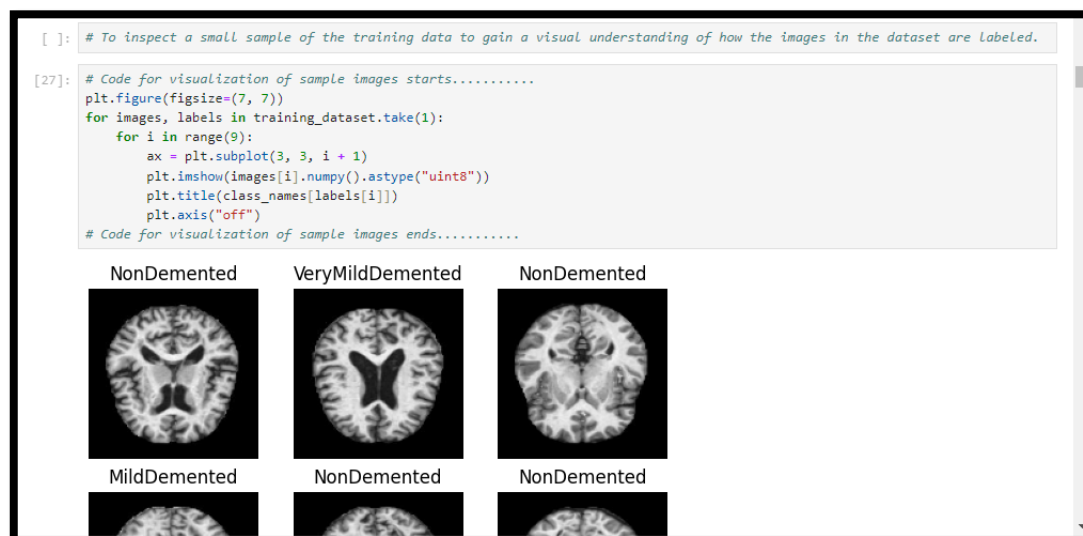 [ ]: # To inspect a small sample of the training data to gain a visual understanding of how the images in the dataset are labeled.
[27]: # Code for visualization of sample images starts...........
plt.figure(figsize=(7, 7))
for images, labels in training_dataset.take(1):
    for i in range(9):
        ax = plt.subplot(3, 3, i + 1)
        plt.imshow(images[i].numpy().astype("uint8"))
        plt.title(class_names[labels[i]])
        plt.axis("off")
# Code for visualization of sample images ends...........
NonDemented VeryMildDemented NonDemented
MildDemented NonDemented NonDemented